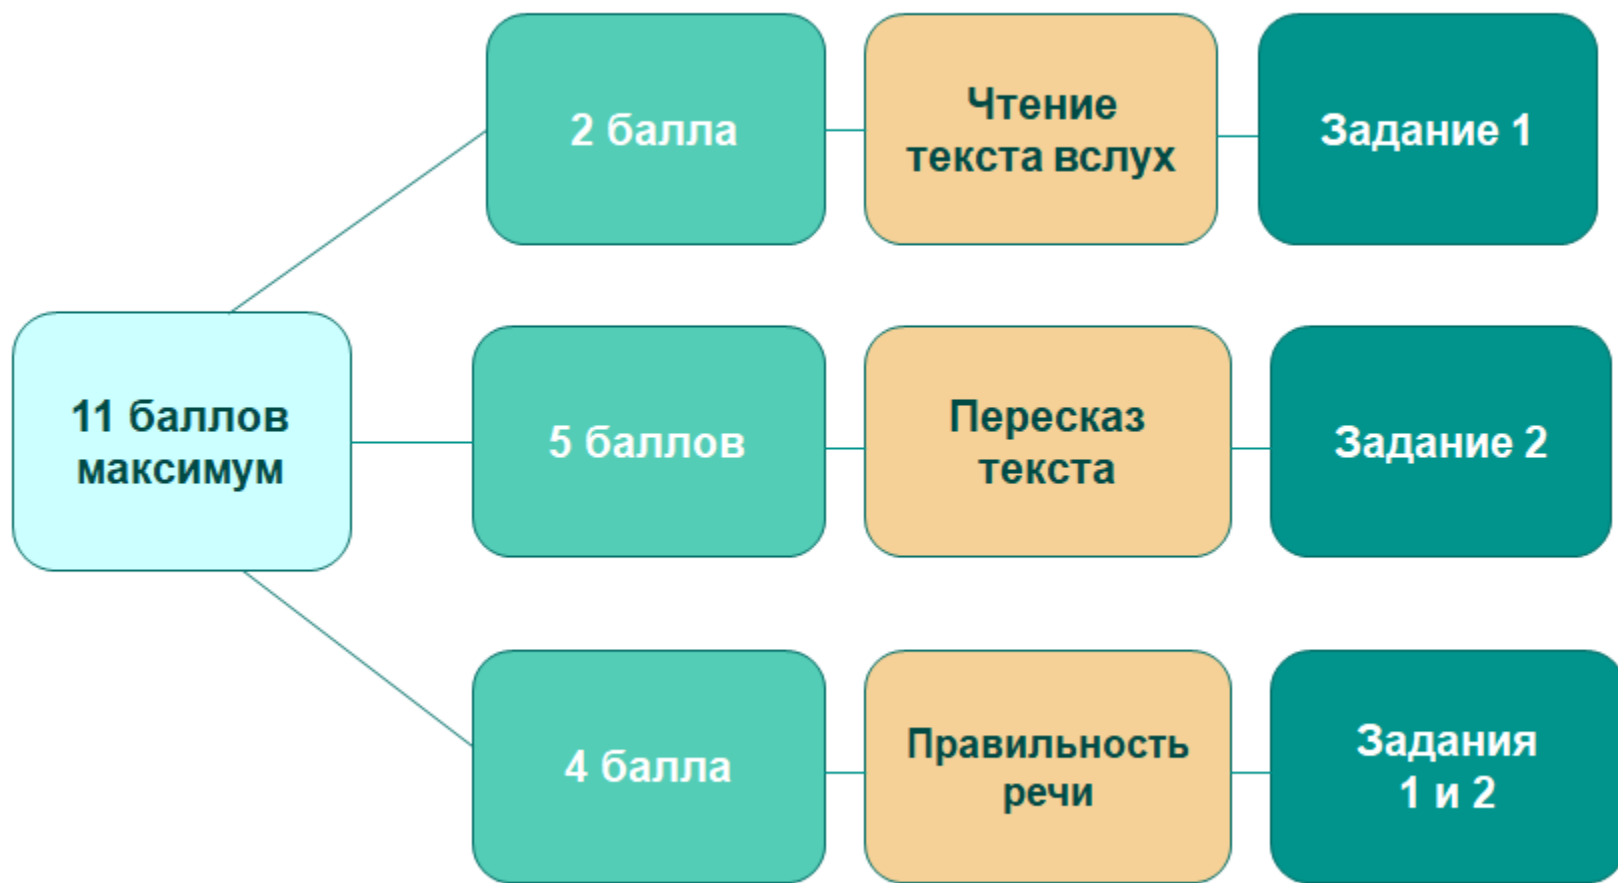 2 балла
Чтение
текста вслух
Задание 1
11 баллов
максимум
5 баллов
Пересказ
текста
Задание 2
4 балла
Правильность
речи
Задания
1 и 2